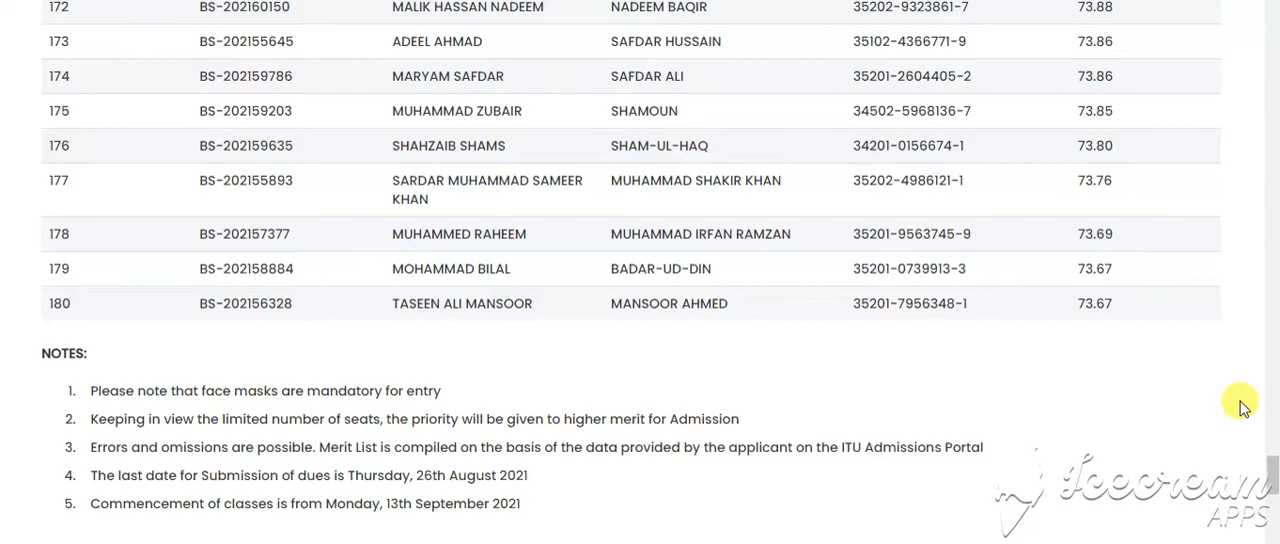 172 BS-202160150 MALIK HASSAN NADEEM NADEEM BAQIR 35202-9323861-7 73.88
173 BS-202155645 ADEEL AHMAD SAFDAR HUSSAIN 35102-4366771-9 73.86
174 BS-202159786 MARYAM SAFDAR SAFDAR ALI 35201-2604405-2 73.86
175 BS-202159203 MUHAMMAD ZUBAIR SHAMOUN 34502-5968136-7 73.85
176 BS-202159635 SHAHZAIB SHAMS SHAM-UL-HAQ 34201-0156674-1 73.80
177 BS-202155893 SARDAR MUHAMMAD SAMEER MUHAMMAD SHAKIR KHAN 35202-4986121-1 73.76
KHAN
178 BS-202157377 MUHAMMED RAHEEM MUHAMMAD IRFAN RAMZAN 35201-9563745-9 73.69
179 BS-202158884 MOHAMMAD BILAL BADAR-UD-DIN 35201-0739913-3 73.67
180 BS-202156328 TASEEN ALI MANSOOR MANSOOR AHMED 35201-7956348-1 73.67
NOTES:
1. Please note that face masks are mandatory for entry
2. Keeping in view the limited number of seats, the priority will be given to higher merit for Admission
3. Errors and omissions are possible. Merit List is compiled on the basis of the data provided by the applicant on the ITU Admissions Portal
4. The last date for Submission of dues is Thursday, 26th August 2021
5. Commencement of classes is from Monday, 13th September 2021
Icecream
APPS